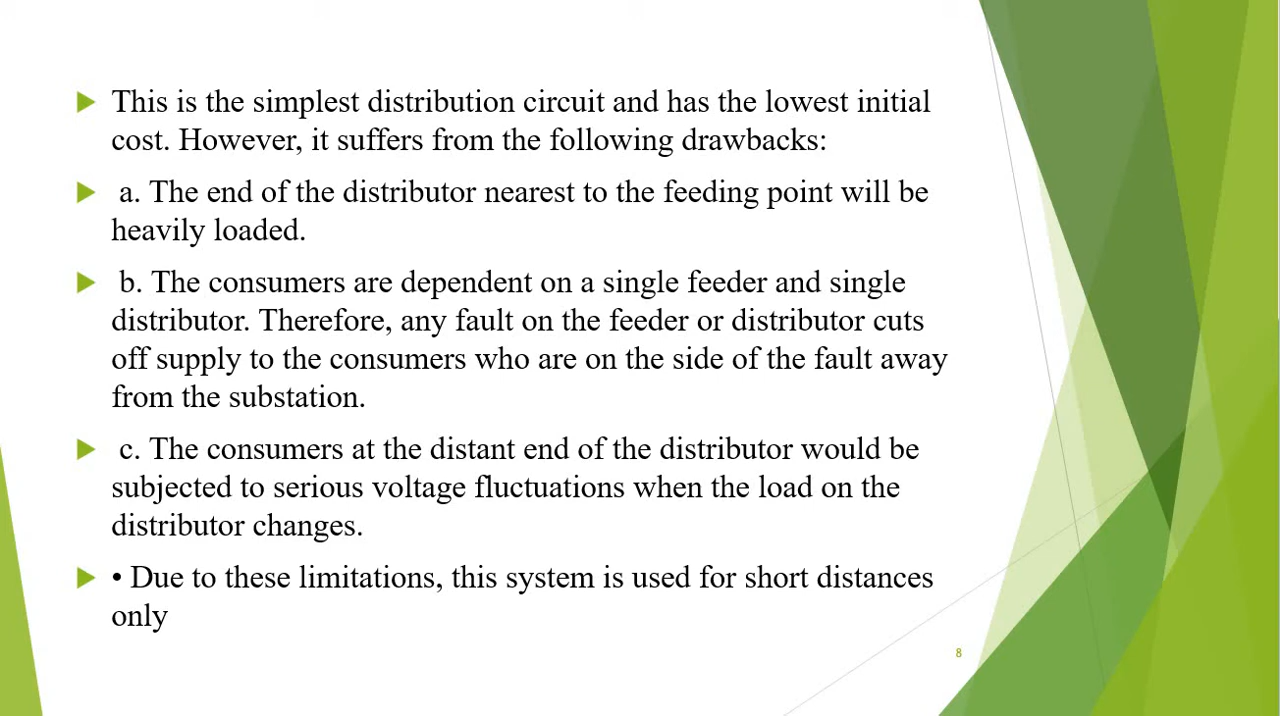 This is the simplest distribution circuit and has the lowest initial
cost. However, it suffers from the following drawbacks:
a. The end of the distributor nearest to the feeding point will be
heavily loaded.
b. The consumers are dependent on a single feeder and single
distributor. Therefore, any fault on the feeder or distributor cuts
off supply to the consumers who are on the side of the fault away
from the substation.
c. The consumers at the distant end of the distributor would be
subjected to serious voltage fluctuations when the load on the
distributor changes.
• Due to these limitations, this system is used for short distances
only
8